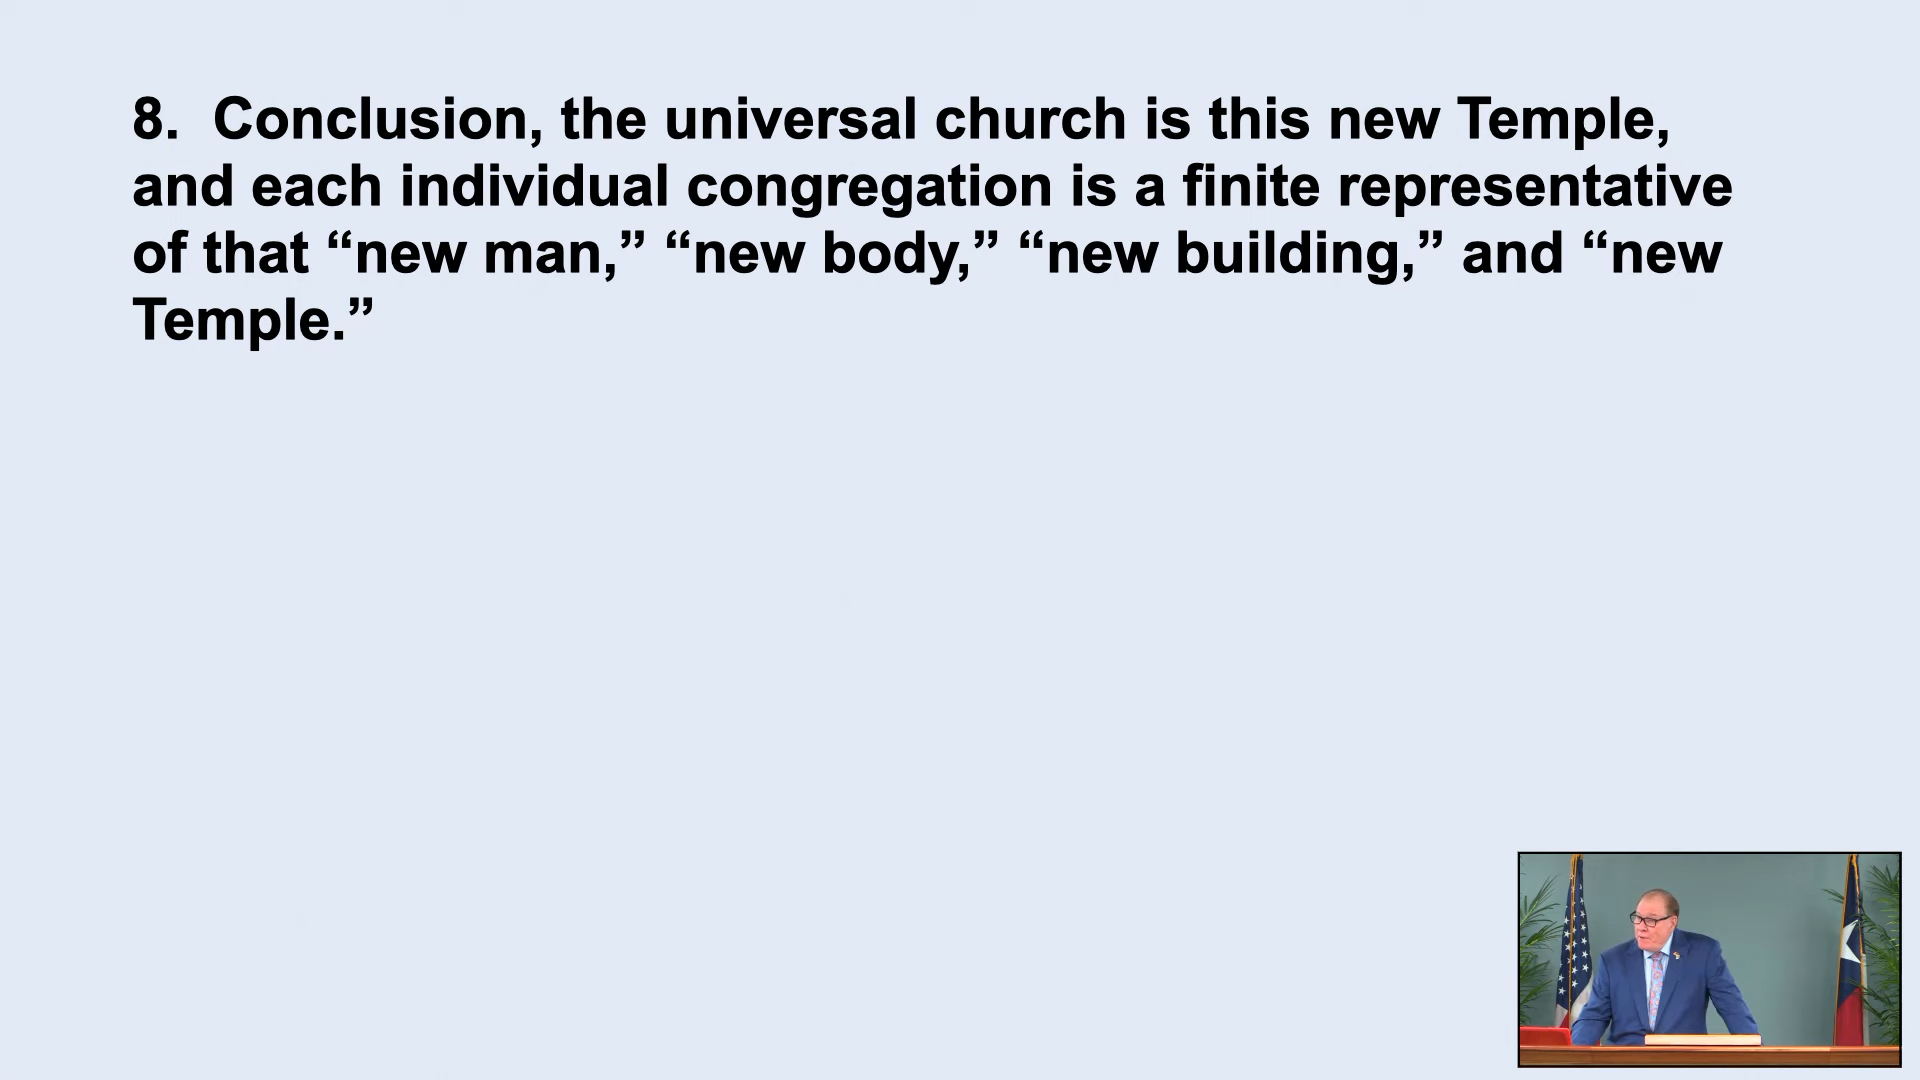 8.  Conclusion, the universal church is this new Temple,
and each individual congregation is a finite representative
of that “new man,” “new body,” “new building,” and “new
Temple.”